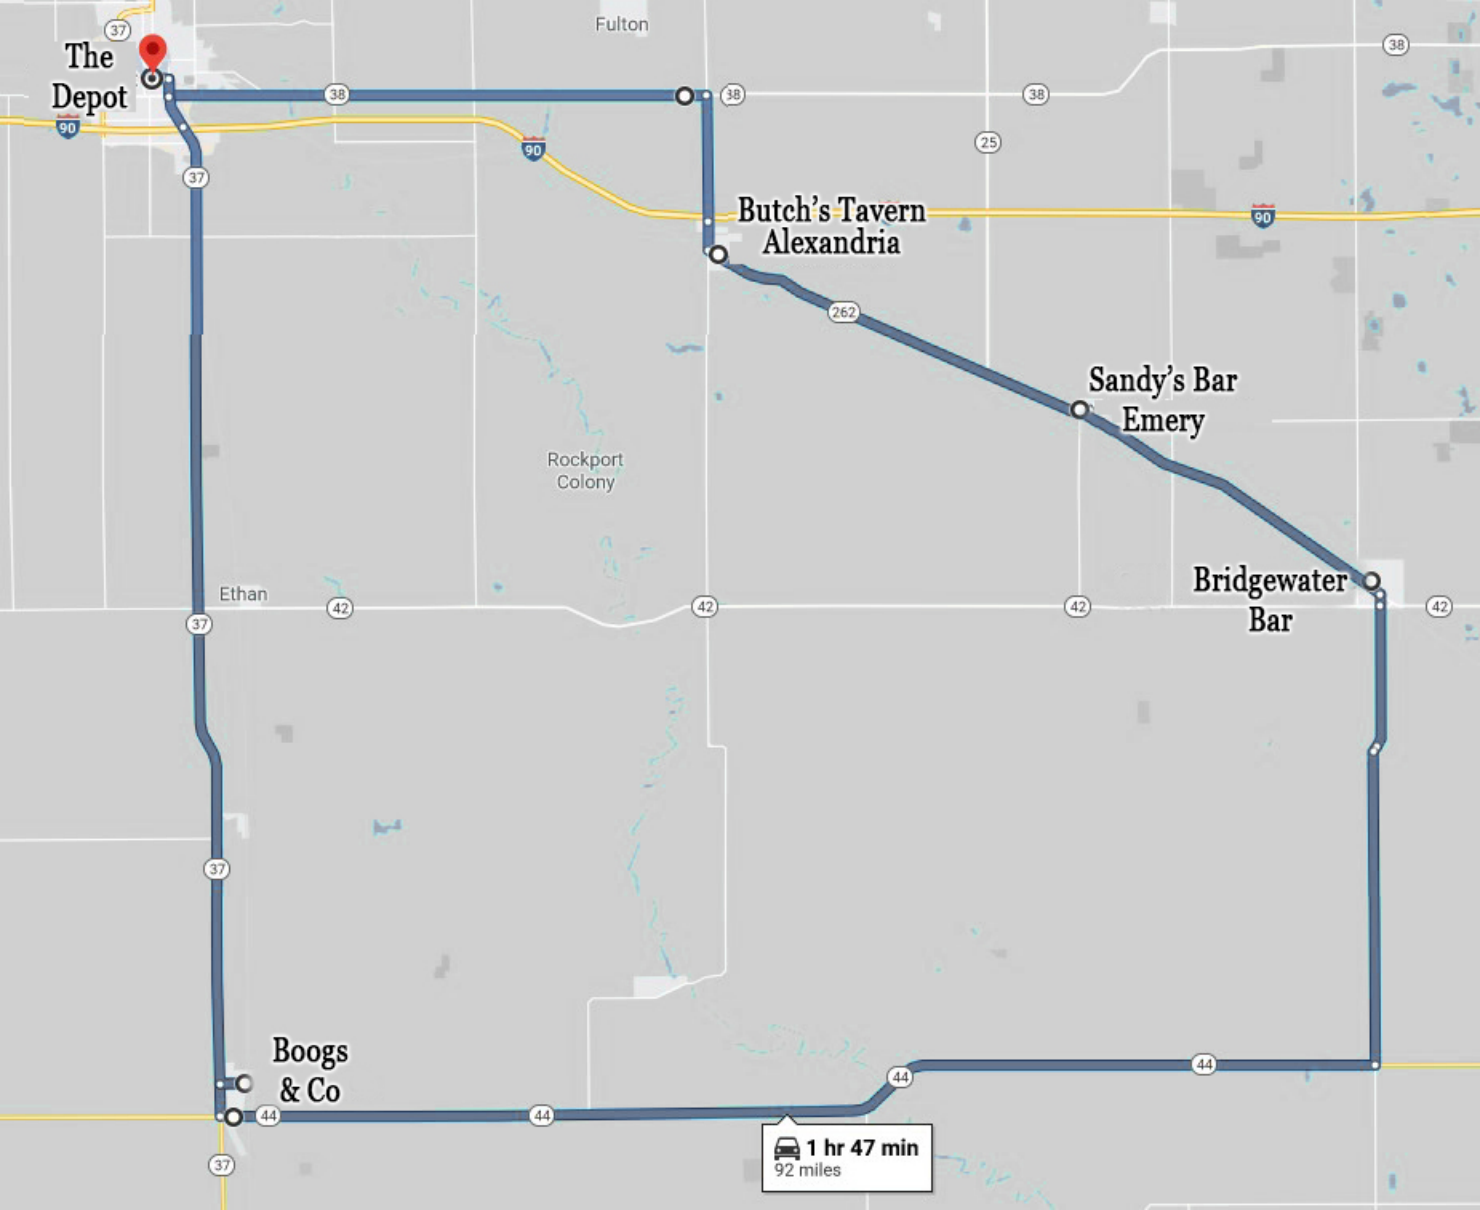 37
Fulton
38
The
Depot
38
38
38
90
90
25
37
Butch's Tavern
Alexandria
90
262
Sandy's Bar
Emery
Rockport
Colony
Bridgewater
Bar
Ethan
42
42
42
42
37
37
Boogs
& Co
44
44
44
44
1 hr 47 min
92 miles
37